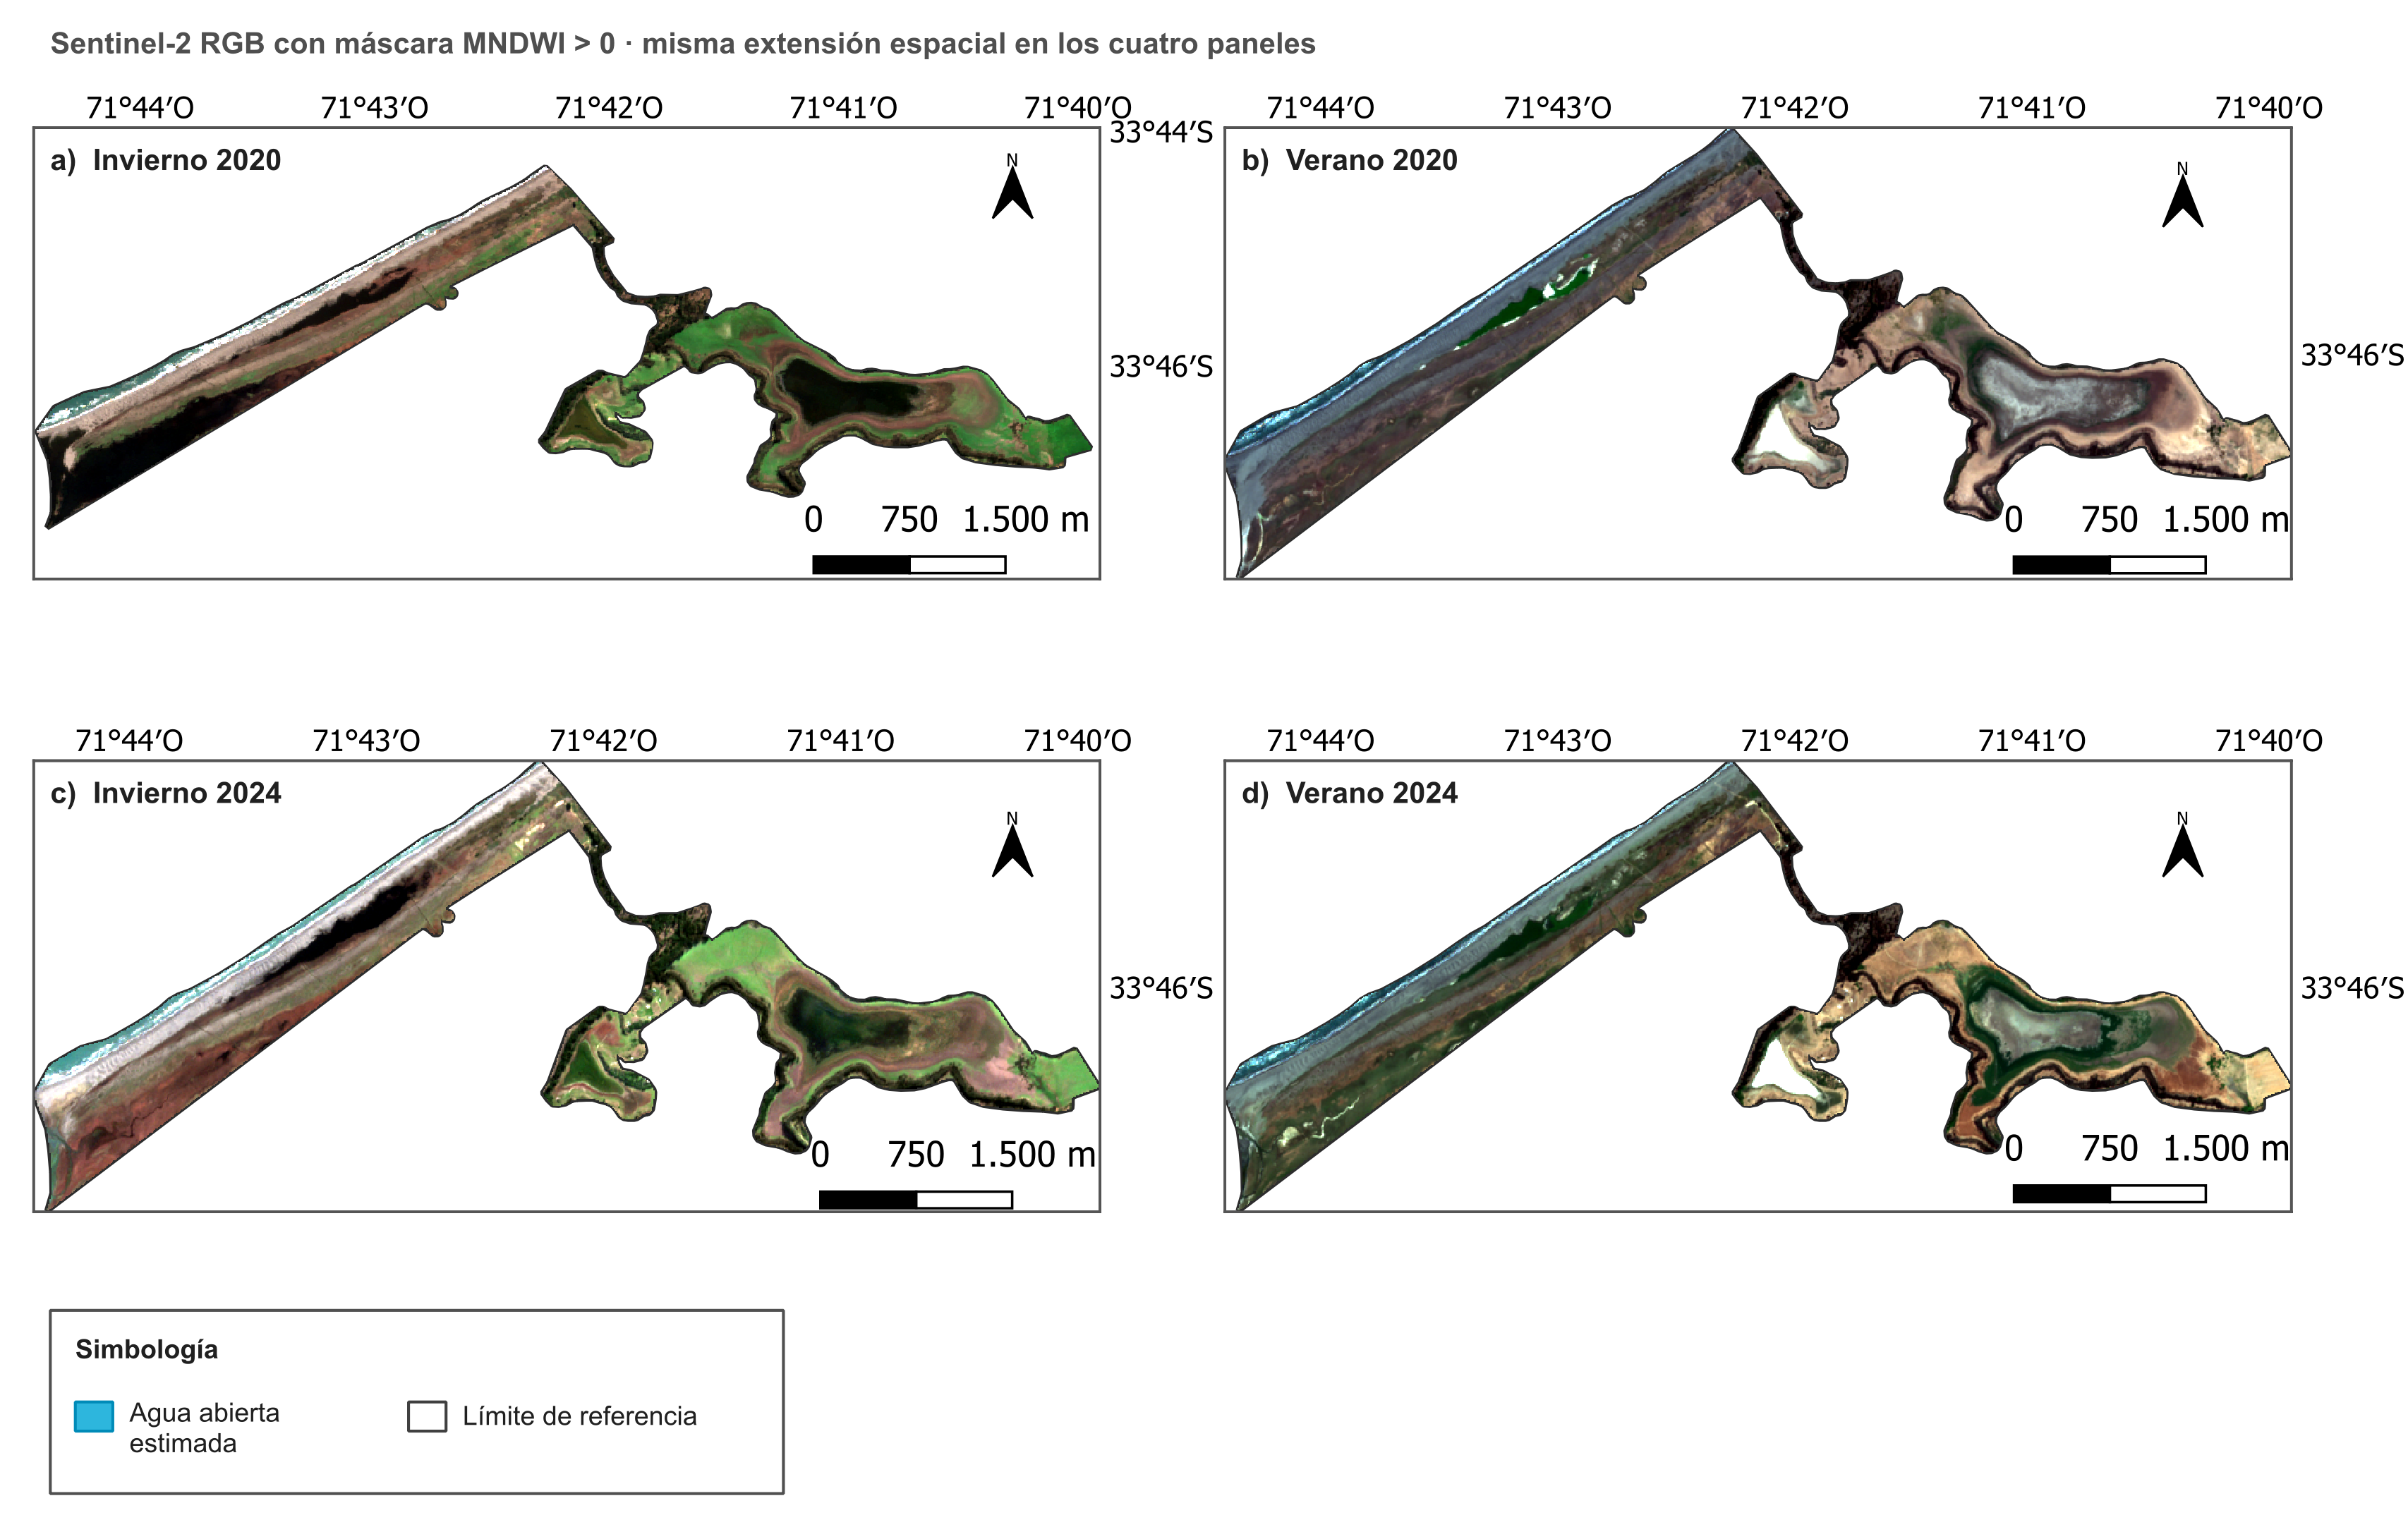 Sentinel-2 RGB con máscara MNDWI > 0 · misma extensión espacial en los cuatro paneles
71°44′O 71°43′O 71°42′O 71°41′O 71°40′O
33°44′S
a) Invierno 2020
N
33°46′S
0 750 1.500 m
71°44′O 71°43′O 71°42′O 71°41′O 71°40′O
b) Verano 2020
N
33°46′S
0 750 1.500 m
71°44′O 71°43′O 71°42′O 71°41′O 71°40′O
c) Invierno 2024
N
33°46′S
0 750 1.500 m
71°44′O 71°43′O 71°42′O 71°41′O 71°40′O
d) Verano 2024
N
33°46′S
0 750 1.500 m
Simbología
Agua abierta
estimada
Límite de referencia